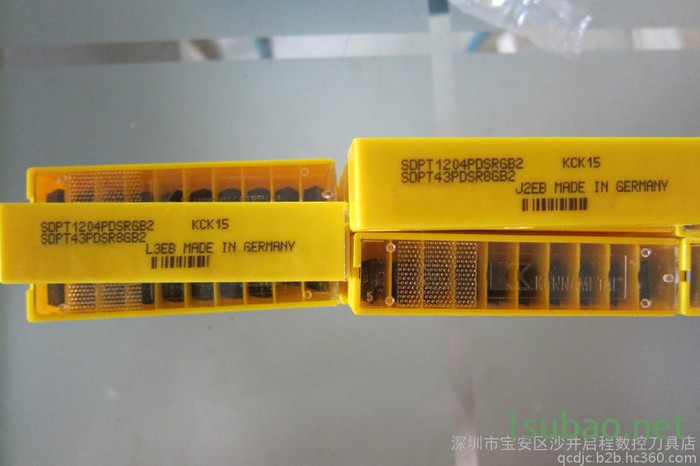 SDPT1204PDSRGB2 KCK15
SDPT43PDSR8GB2
J2EB MADE IN GERMANY
SDPT1204PDSRGB2 KCK15
SDPT43PDSR8GB2
L3EB MADE IN GERMANY
5
KENNAMETAL
1subao.net
深圳市宝安区沙井启程数控刀具店
qcdjc.b2b.hc360.com